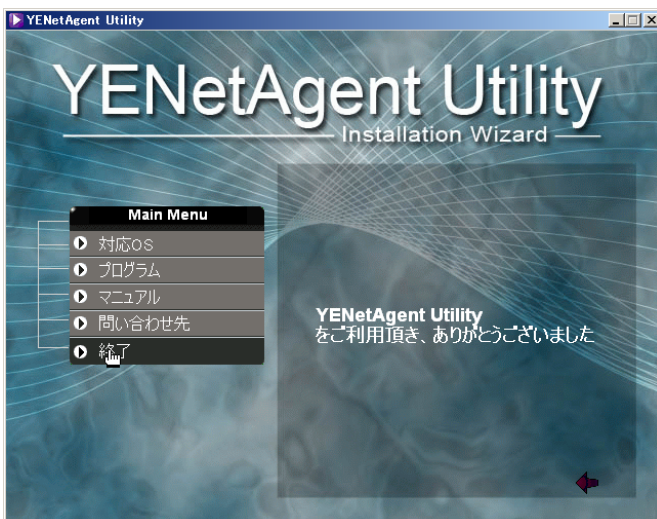 YENetAgent Utility
YENetAgent Utility
Installation Wizard
Main Menu
対応OS
プログラム
マニュアル
問い合わせ先
終了
YENetAgent Utility
をご利用頂き、ありがとうございました